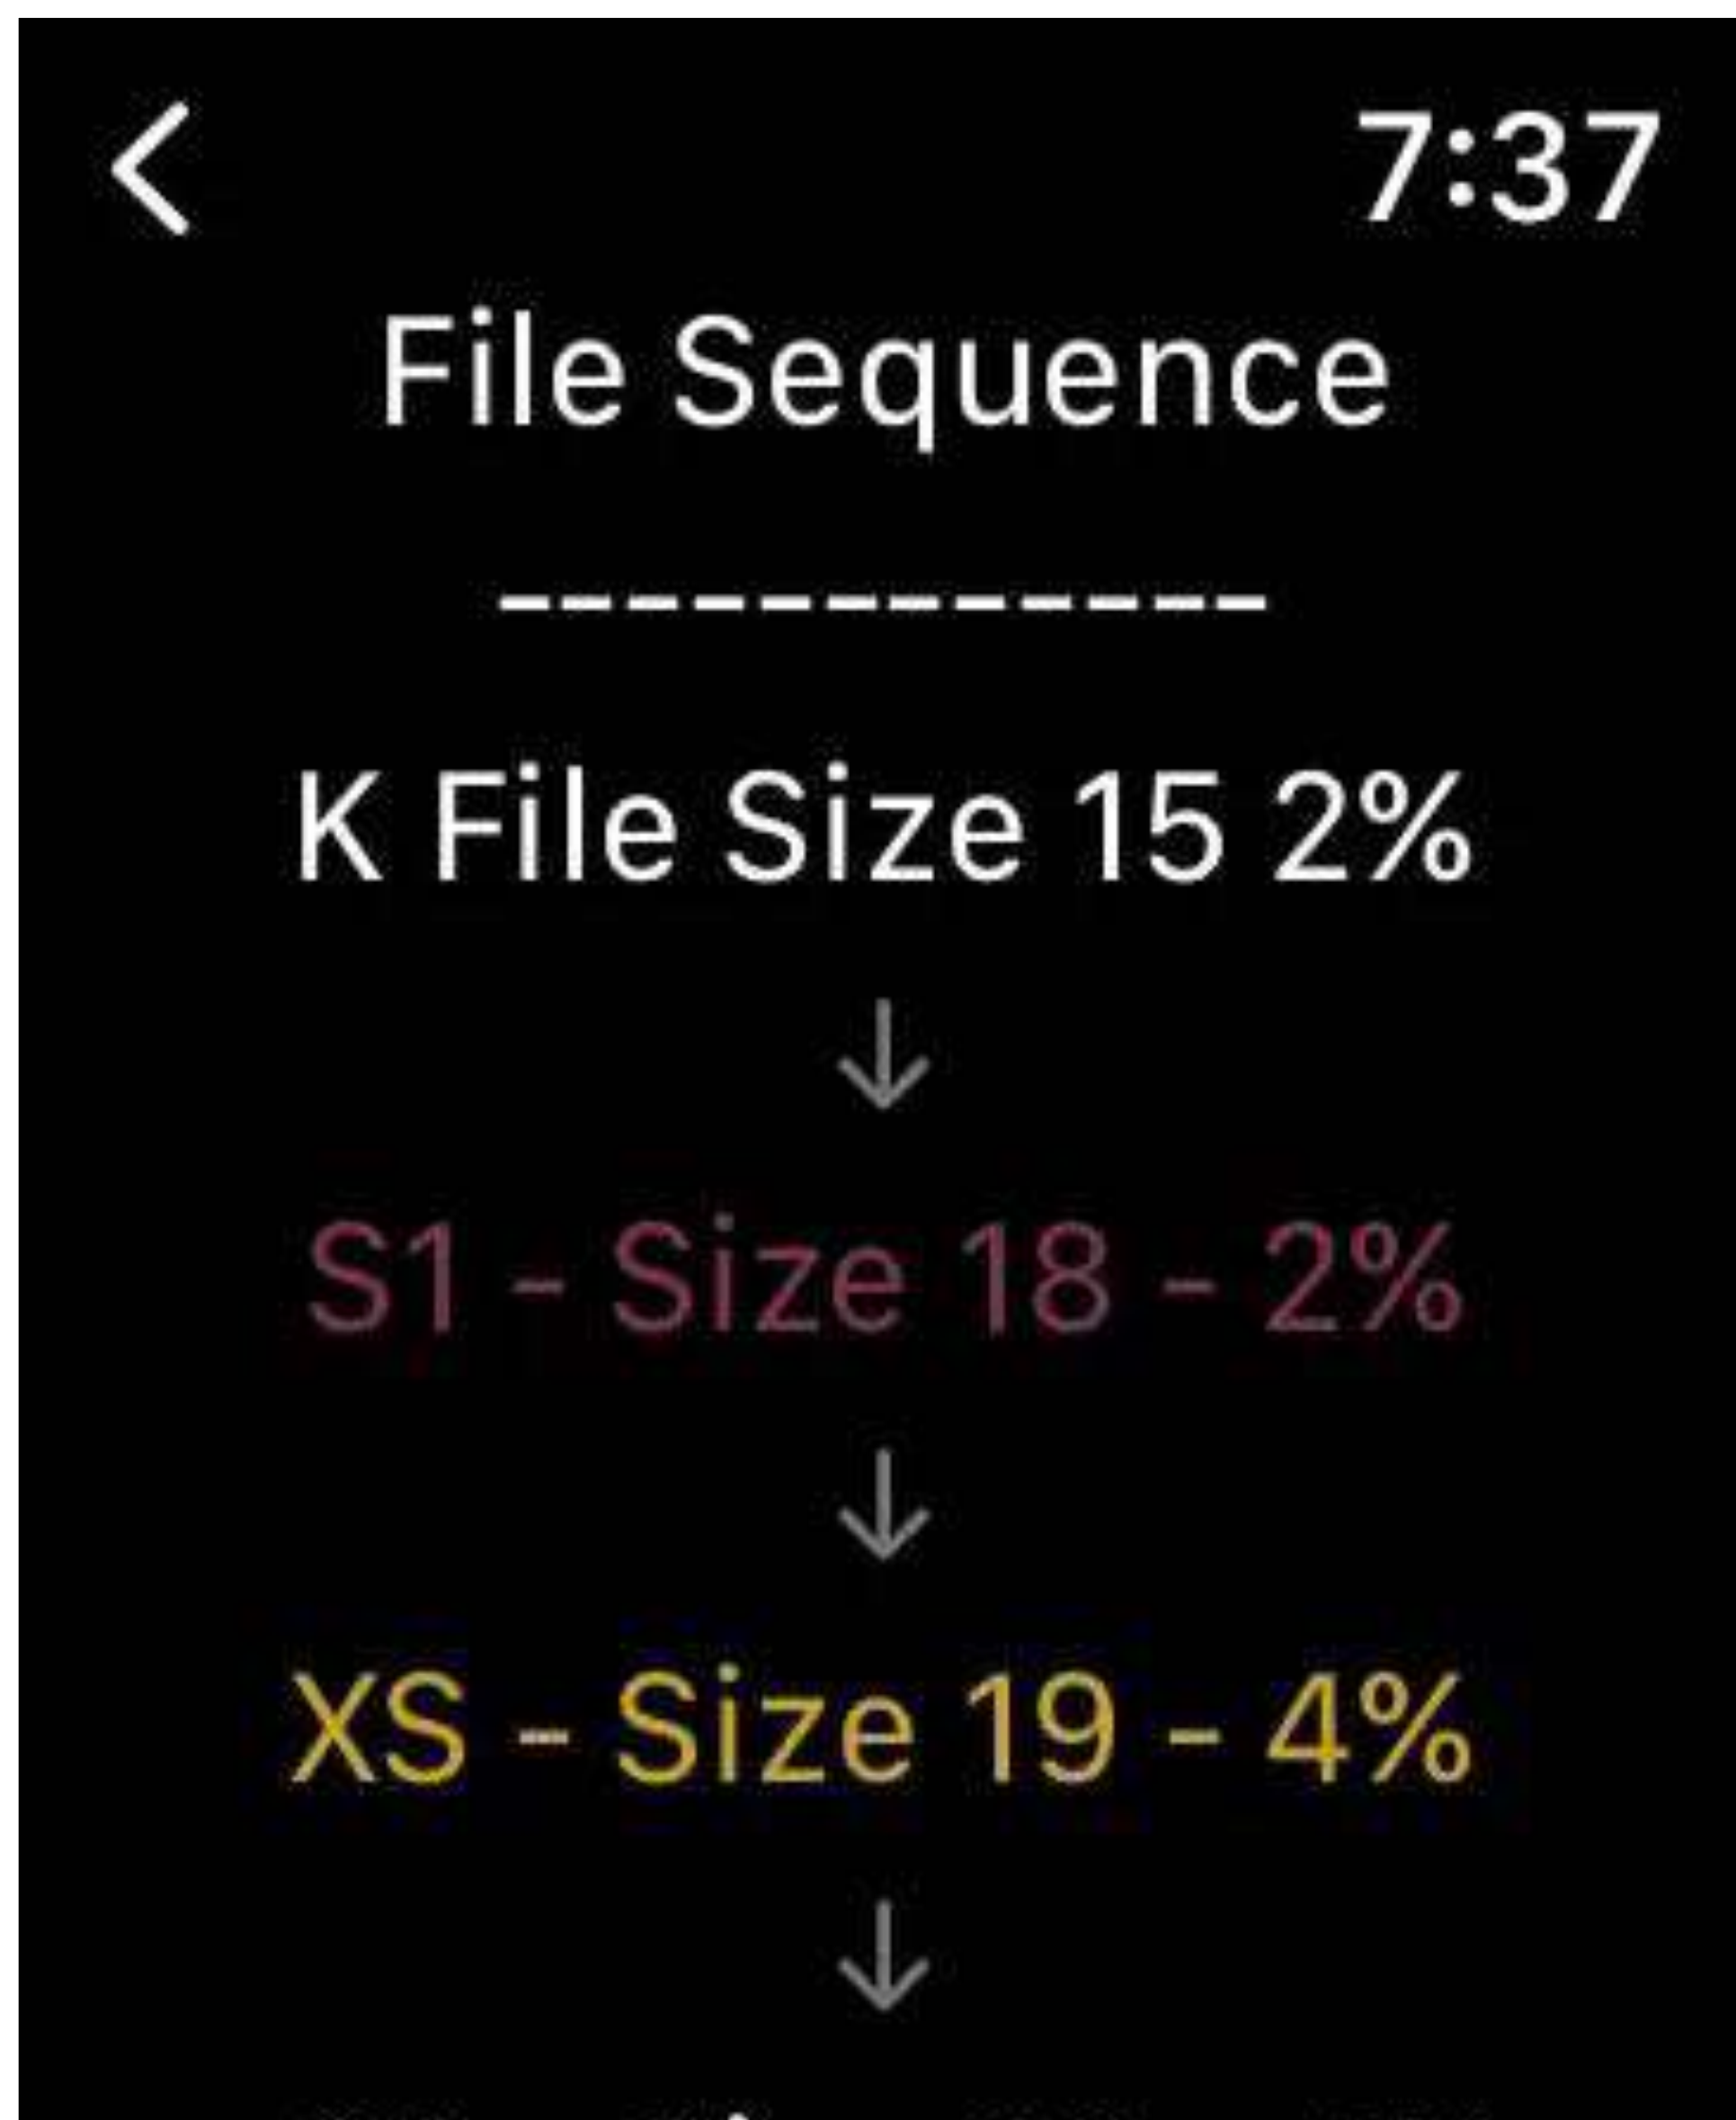 7:37
File Sequence
------------
K File Size 15 2%
↓
S1 - Size 18 - 2%
↓
XS - Size 19 - 4%
↓